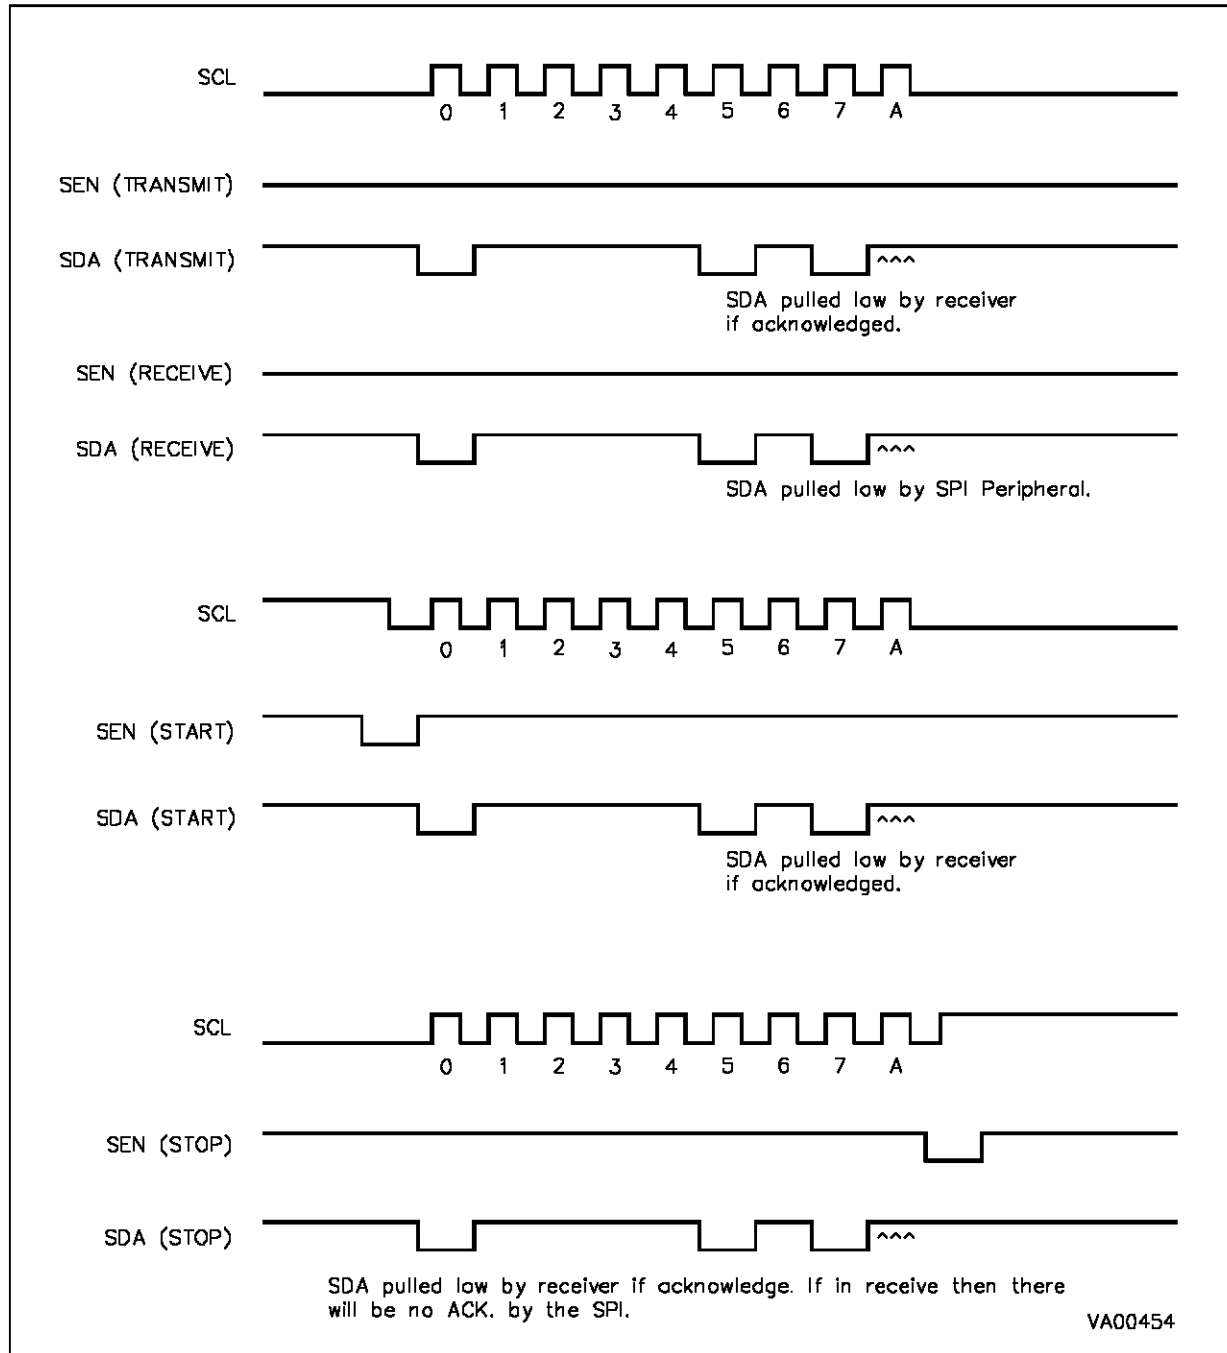 SCL
0 1 2 3 4 5 6 7 A
SEN (TRANSMIT)
SDA (TRANSMIT)
^^^
SDA pulled law by receiver
if acknowledged.
SEN (RECEIVE)
SDA (RECEIVE)
^^^
SDA pulled law by SPI Peripheral.
SCL
0 1 2 3 4 5 6 7 A
SEN (START)
SDA (START)
^^^
SDA pulled law by receiver
if acknowledged.
SCL
0 1 2 3 4 5 6 7 A
SEN (STOP)
SDA (STOP)
^^^
SDA pulled law by receiver if acknowledge. If in receive then there
will be no ACK. by the SPI.
VA00454